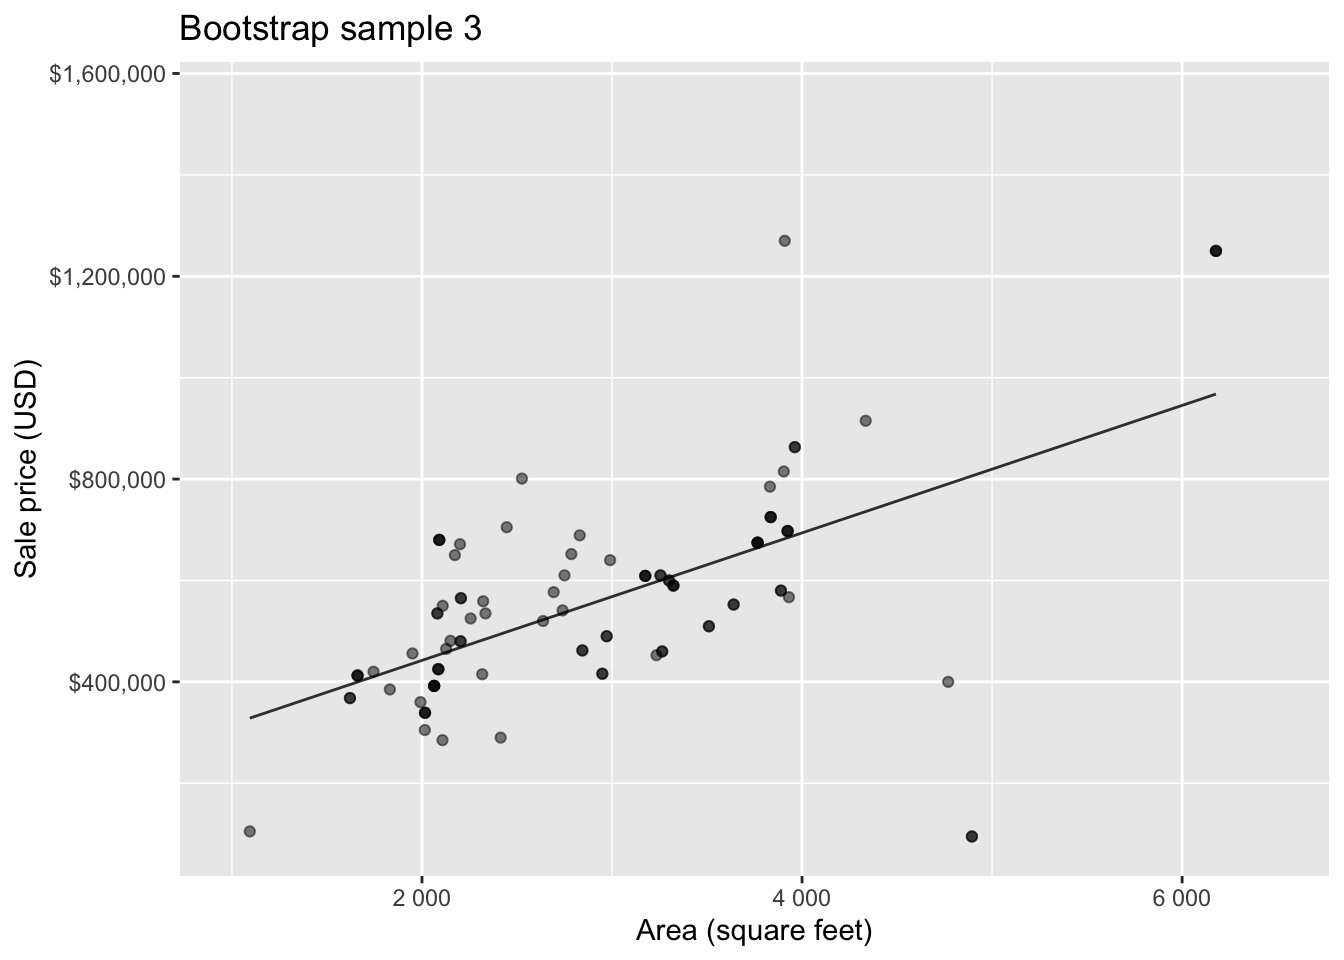 Bootstrap sample 3
$1,600,000
$1,200,000
$800,000
$400,000
Sale price (USD)
2 000
4 000
6 000
Area (square feet)